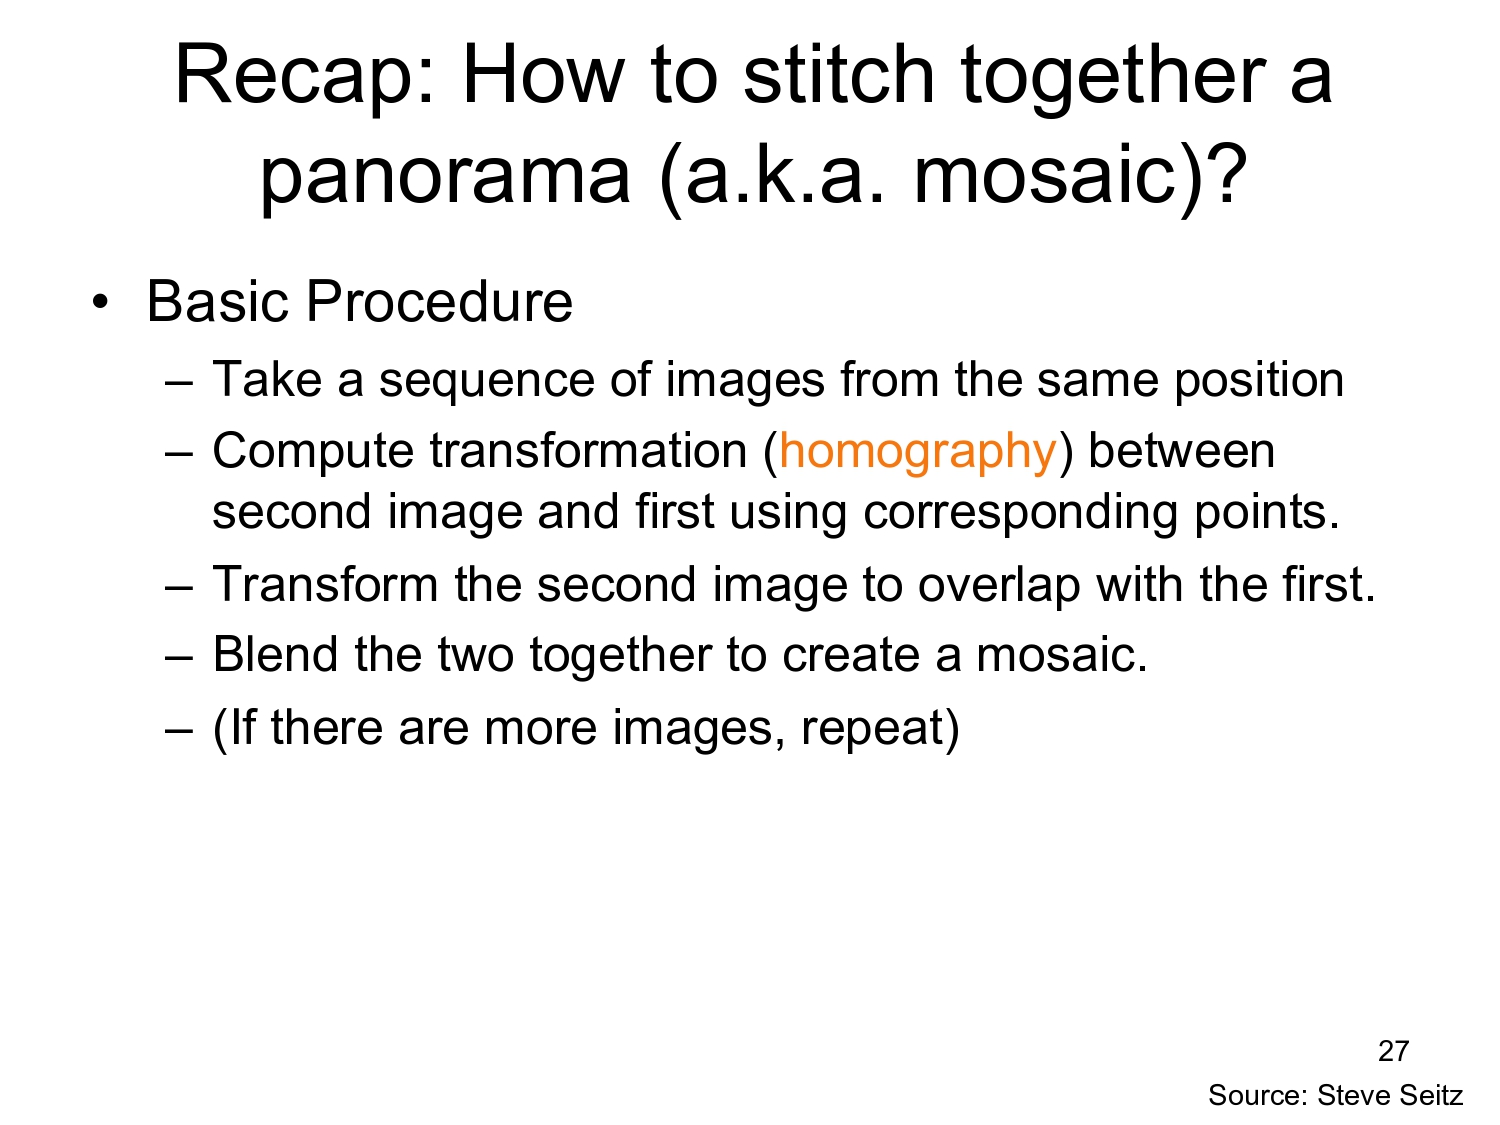 Recap: How to stitch together a
panorama (a.k.a. mosaic)?
• Basic Procedure
– Take a sequence of images from the same position
– Compute transformation (homography) between
second image and first using corresponding points.
– Transform the second image to overlap with the first.
– Blend the two together to create a mosaic.
– (If there are more images, repeat)
27
Source: Steve Seitz